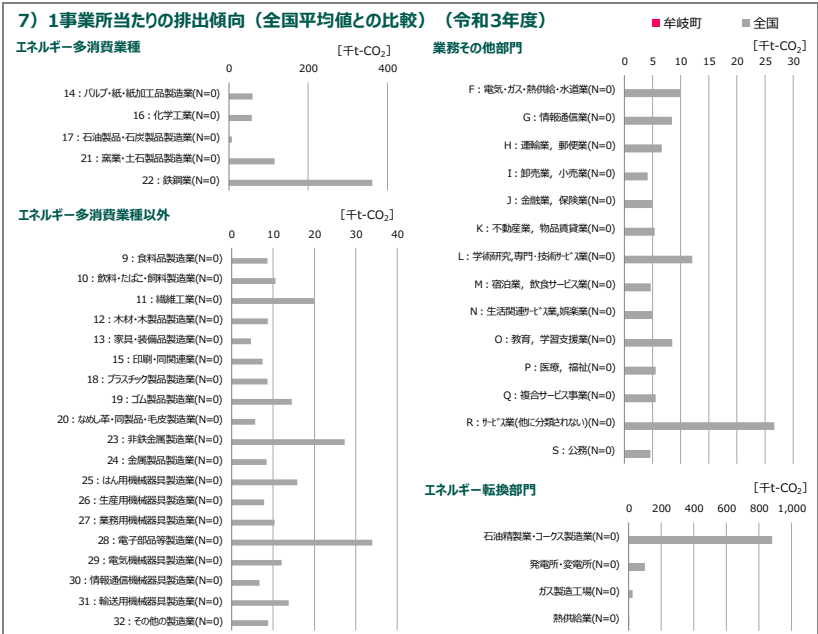 7）1事業所当たりの排出傾向（全国平均値との比較）（令和3年度）
■牟岐町 ■全国
エネルギー多消費業種
［千t-CO₂］
0 200 400
14：パルプ・紙・紙加工品製造業(N=0)
16：化学工業(N=0)
17：石油製品・石炭製品製造業(N=0)
21：窯業・土石製品製造業(N=0)
22：鉄鋼業(N=0)
エネルギー多消費業種以外
［千t-CO₂］
0 10 20 30 40
9：食料品製造業(N=0)
10：飲料・たばこ・飼料製造業(N=0)
11：繊維工業(N=0)
12：木材・木製品製造業(N=0)
13：家具・装備品製造業(N=0)
15：印刷・同関連業(N=0)
18：プラスチック製品製造業(N=0)
19：ゴム製品製造業(N=0)
20：なめし革・同製品・毛皮製造業(N=0)
23：非鉄金属製造業(N=0)
24：金属製品製造業(N=0)
25：はん用機械器具製造業(N=0)
26：生産用機械器具製造業(N=0)
27：業務用機械器具製造業(N=0)
28：電子部品等製造業(N=0)
29：電気機械器具製造業(N=0)
30：情報通信機械器具製造業(N=0)
31：輸送用機械器具製造業(N=0)
32：その他の製造業(N=0)
業務その他部門
［千t-CO₂］
0 5 10 15 20 25 30
F：電気・ガス・熱供給・水道業(N=0)
G：情報通信業(N=0)
H：運輸業，郵便業(N=0)
I：卸売業，小売業(N=0)
J：金融業，保険業(N=0)
K：不動産業，物品賃貸業(N=0)
L：学術研究,専門・技術サービス業(N=0)
M：宿泊業，飲食サービス業(N=0)
N：生活関連サービス業,娯楽業(N=0)
O：教育，学習支援業(N=0)
P：医療，福祉(N=0)
Q：複合サービス事業(N=0)
R：サービス業(他に分類されない)(N=0)
S：公務(N=0)
エネルギー転換部門
［千t-CO₂］
0 200 400 600 800 1,000
石油精製業・コークス製造業(N=0)
発電所・変電所(N=0)
ガス製造工場(N=0)
熱供給業(N=0)